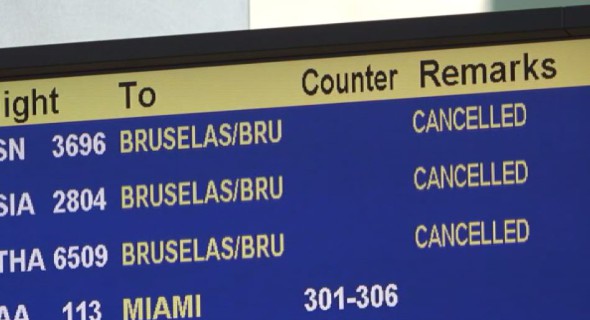 ight To Counter Remarks
SN 3696 BRUSELAS/BRU CANCELLED
SIA 2804 BRUSELAS/BRU CANCELLED
THA 6509 BRUSELAS/BRU CANCELLED
AA 113 MIAMI 301-306